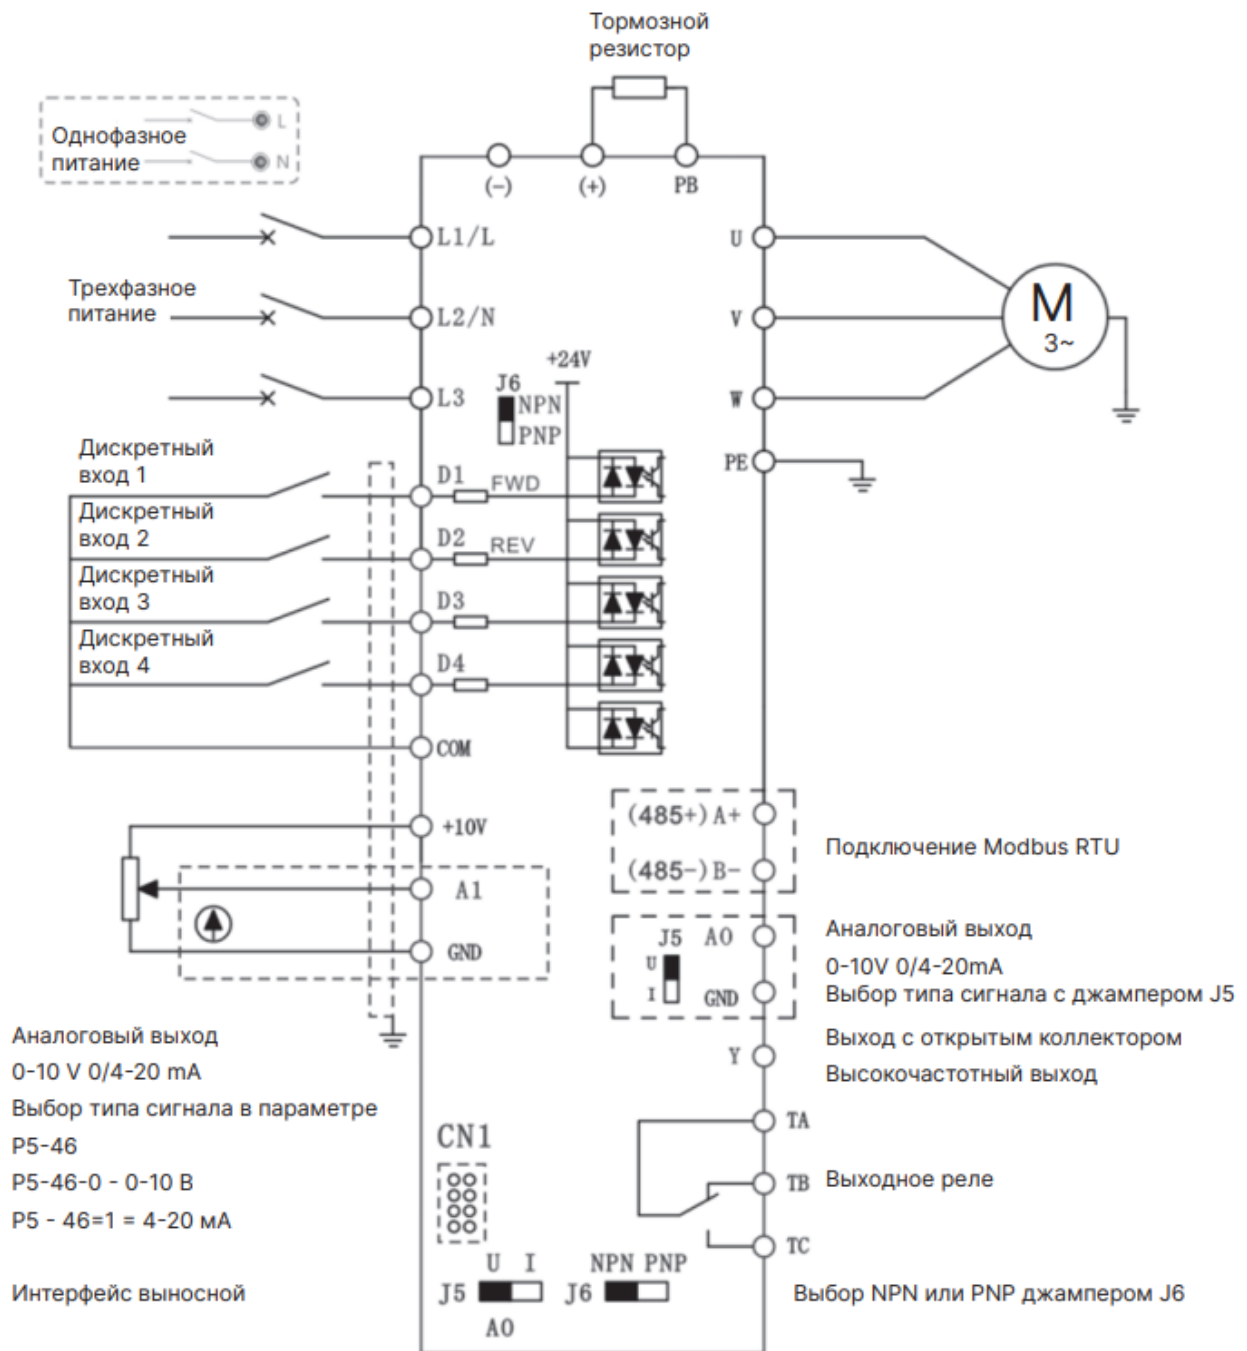 Тормозной
резистор
Однофазное
питание
L
N
(-)
(+)
PB
L1/L
U
Трехфазное
питание
L2/N
V
M
3~
+24V
J6
NPN
PNP
L3
W
PE
Дискретный
вход 1
D1
FWD
Дискретный
вход 2
D2
REV
Дискретный
вход 3
D3
Дискретный
вход 4
D4
COM
+10V
A1
GND
(485+)A+
(485-)B-
Подключение Modbus RTU
J5
AO
U
I
GND
Аналоговый выход
0-10V 0/4-20mA
Выбор типа сигнала с джампером J5
Y
Выход с открытым коллектором
Высокочастотный выход
Аналоговый выход
0-10 V 0/4-20 mA
Выбор типа сигнала в параметре
P5-46
P5-46-0 - 0-10 В
P5 - 46=1 = 4-20 мА
Интерфейс выносной
CN1
TA
TB
Выходное реле
TC
U I
J5
AO
NPN PNP
J6
Выбор NPN или PNP джампером J6